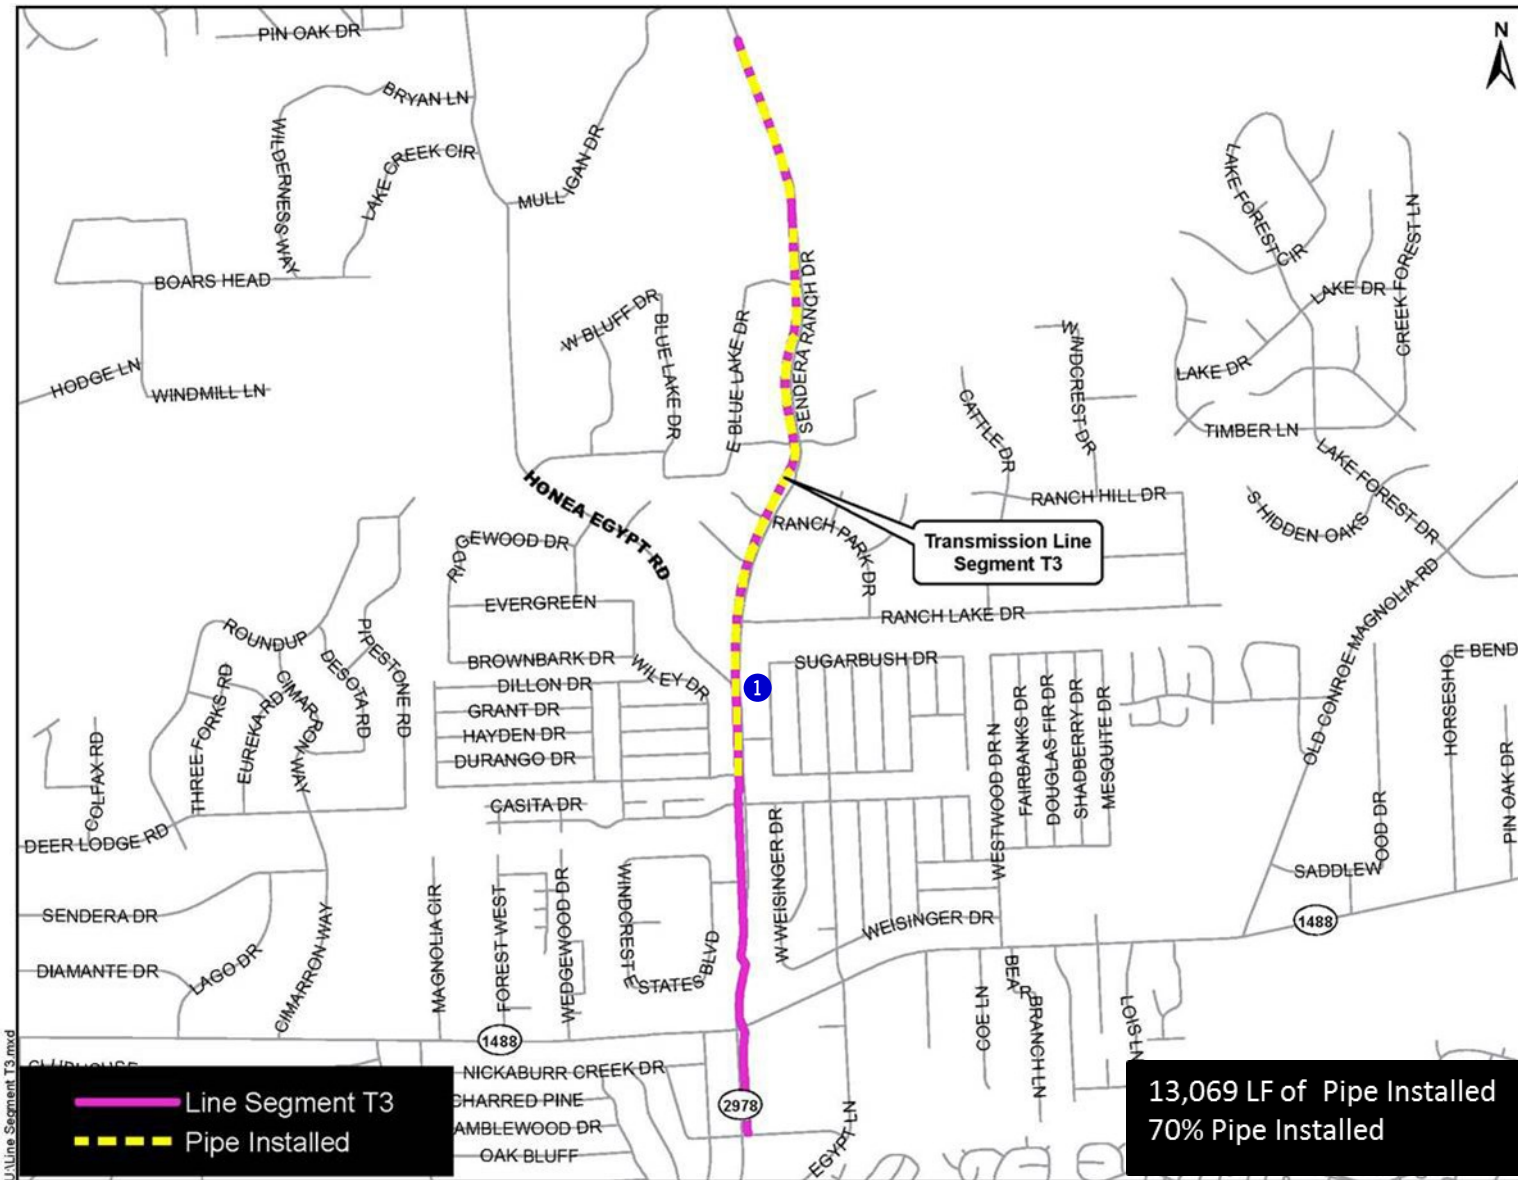 PIN OAK DR
N
BRYAN LN
WILDERNESS WAY
LAKE CREEK CIR
MULLIGAN DR
LAKE FOREST CIR
CREEK FOREST LN
BOARS HEAD
SENDERA RANCH DR
LAKE DR
W BLUFF DR
BLUE LAKE DR
E BLUE LAKE DR
WINDCREST DR
HODGE LN
WINDMILL LN
LAKE DR
CATTLE DR
TIMBER LN
HONEA EGYPT RD
RANCH HILL DR
LAKE FOREST DR
S HIDDEN OAKS
RANCH PARK DR
RIDGEWOOD DR
Transmission Line
Segment T3
EVERGREEN
RANCH LAKE DR
OLD CONROE MAGNOLIA RD
ROUNDUP
PIPESTONE RD
DESOTA RD
BROWNBARK DR
WILEY DR
SUGARBUSH DR
E BEND
HORSESHO
THREE FORKS RD
EUREKA RD
CIMARRON WAY
DILLON DR
1
GRANT DR
HAYDEN DR
DURANGO DR
FAIRBANKS DR
DOUGLAS FIR DR
SHADBERRY DR
MESQUITE DR
WESTWOOD DR N
COLFAX RD
CASITA DR
PIN OAK DR
DEER LODGE RD
W WEISINGER DR
SADDLEWOOD DR
SENDERA DR
MAGNOLIA CIR
FOREST WEST
WEDGEWOOD DR
WINDCREST ESTATES BLVD
WEISINGER DR
1488
DIAMANTE DR
LAGO DR
CIMARRON WAY
BEAR BRANCH LN
COE LN
LOIS LN
1488
CLUBHOUSE
NICKABURR CREEK DR
CHARRED PINE
2978
AMBLEWOOD DR
OAK BLUFF
EGYPT LN
Line Segment T3
Pipe Installed
13,069 LF of Pipe Installed
70% Pipe Installed
U:\Line Segment T3.mxd